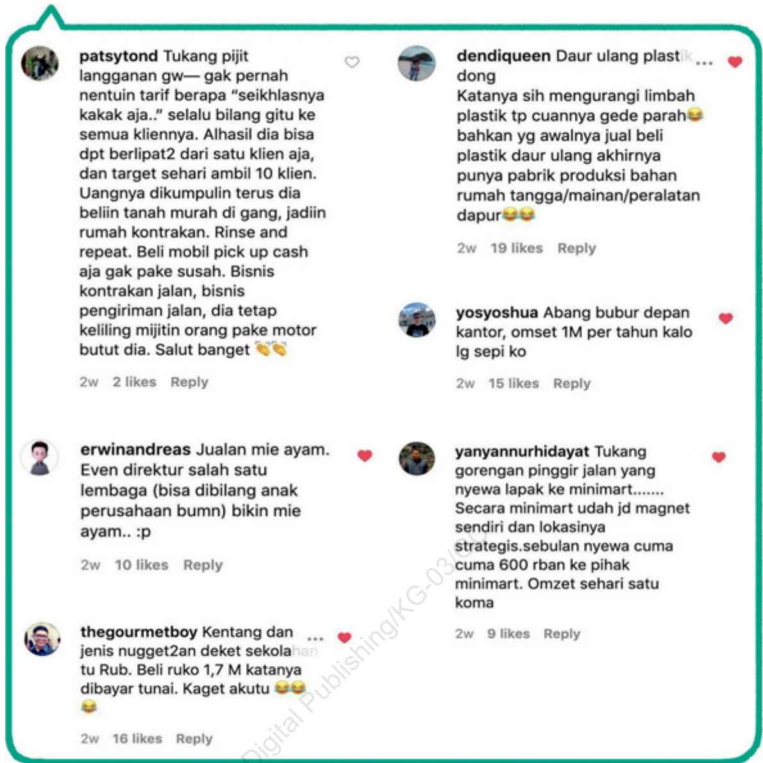 patsytond Tukang pijit
langganan gw— gak pernah
nentuin tarif berapa “seikhlasnya
kakak aja..” selalu bilang gitu ke
semua kliennya. Alhasil dia bisa
dpt berlipat2 dari satu klien aja,
dan target sehari ambil 10 klien.
Uangnya dikumpulin terus dia
beliin tanah murah di gang, jadiin
rumah kontrakan. Rinse and
repeat. Beli mobil pick up cash
aja gak pake susah. Bisnis
kontrakan jalan, bisnis
pengiriman jalan, dia tetap
keliling mijitin orang pake motor
butut dia. Salut banget 👏👏
2w 2 likes Reply
erwinandreas Jualan mie ayam.
Even direktur salah satu
lembaga (bisa dibilang anak
perusahaan bumn) bikin mie
ayam.. :p
2w 10 likes Reply
thegourmetboy Kentang dan
jenis nugget2an deket sekolahan
tu Rub. Beli ruko 1,7 M katanya
dibayar tunai. Kaget akutu 😂😂
😂
2w 16 likes Reply
dendiqueen Daur ulang plastik
dong
Katanya sih mengurangi limbah
plastik tp cuannya gede parah😂
bahkan yg awalnya jual beli
plastik daur ulang akhirnya
punya pabrik produksi bahan
rumah tangga/mainan/peralatan
dapur😂😂
2w 19 likes Reply
yosyoshua Abang bubur depan
kantor, omset 1M per tahun kalo
lg sepi ko
2w 15 likes Reply
yanyannurhidayat Tukang
gorengan pinggir jalan yang
nyewa lapak ke minimart.......
Secara minimart udah jd magnet
sendiri dan lokasinya
strategis.sebulan nyewa cuma
cuma 600 rban ke pihak
minimart. Omzet sehari satu
koma
2w 9 likes Reply
Digital Publishing/KG-03/